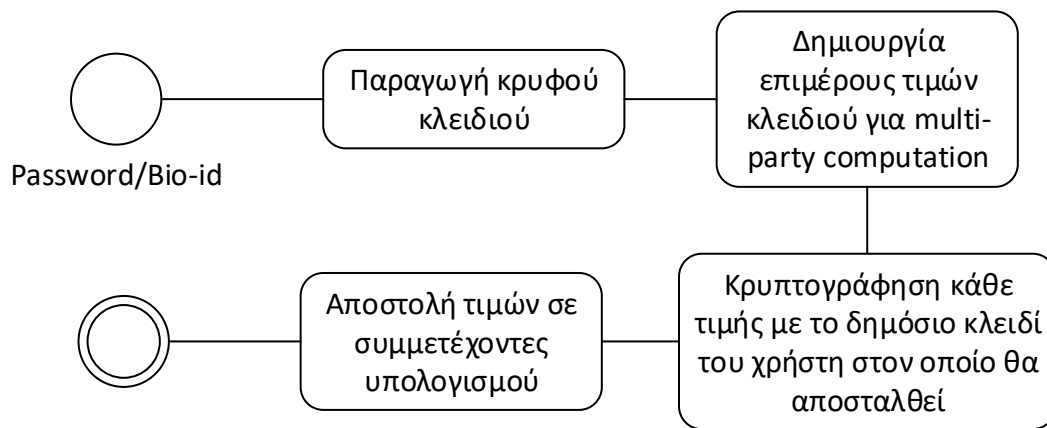 Password/Bio-id
Παραγωγή κρυφού
κλειδιού
Δημιουργία
επιμέρους τιμών
κλειδιού για multi-
party computation
Κρυπτογράφηση κάθε
τιμής με το δημόσιο κλειδί
του χρήστη στον οποίο θα
αποσταλθεί
Αποστολή τιμών σε
συμμετέχοντες
υπολογισμού